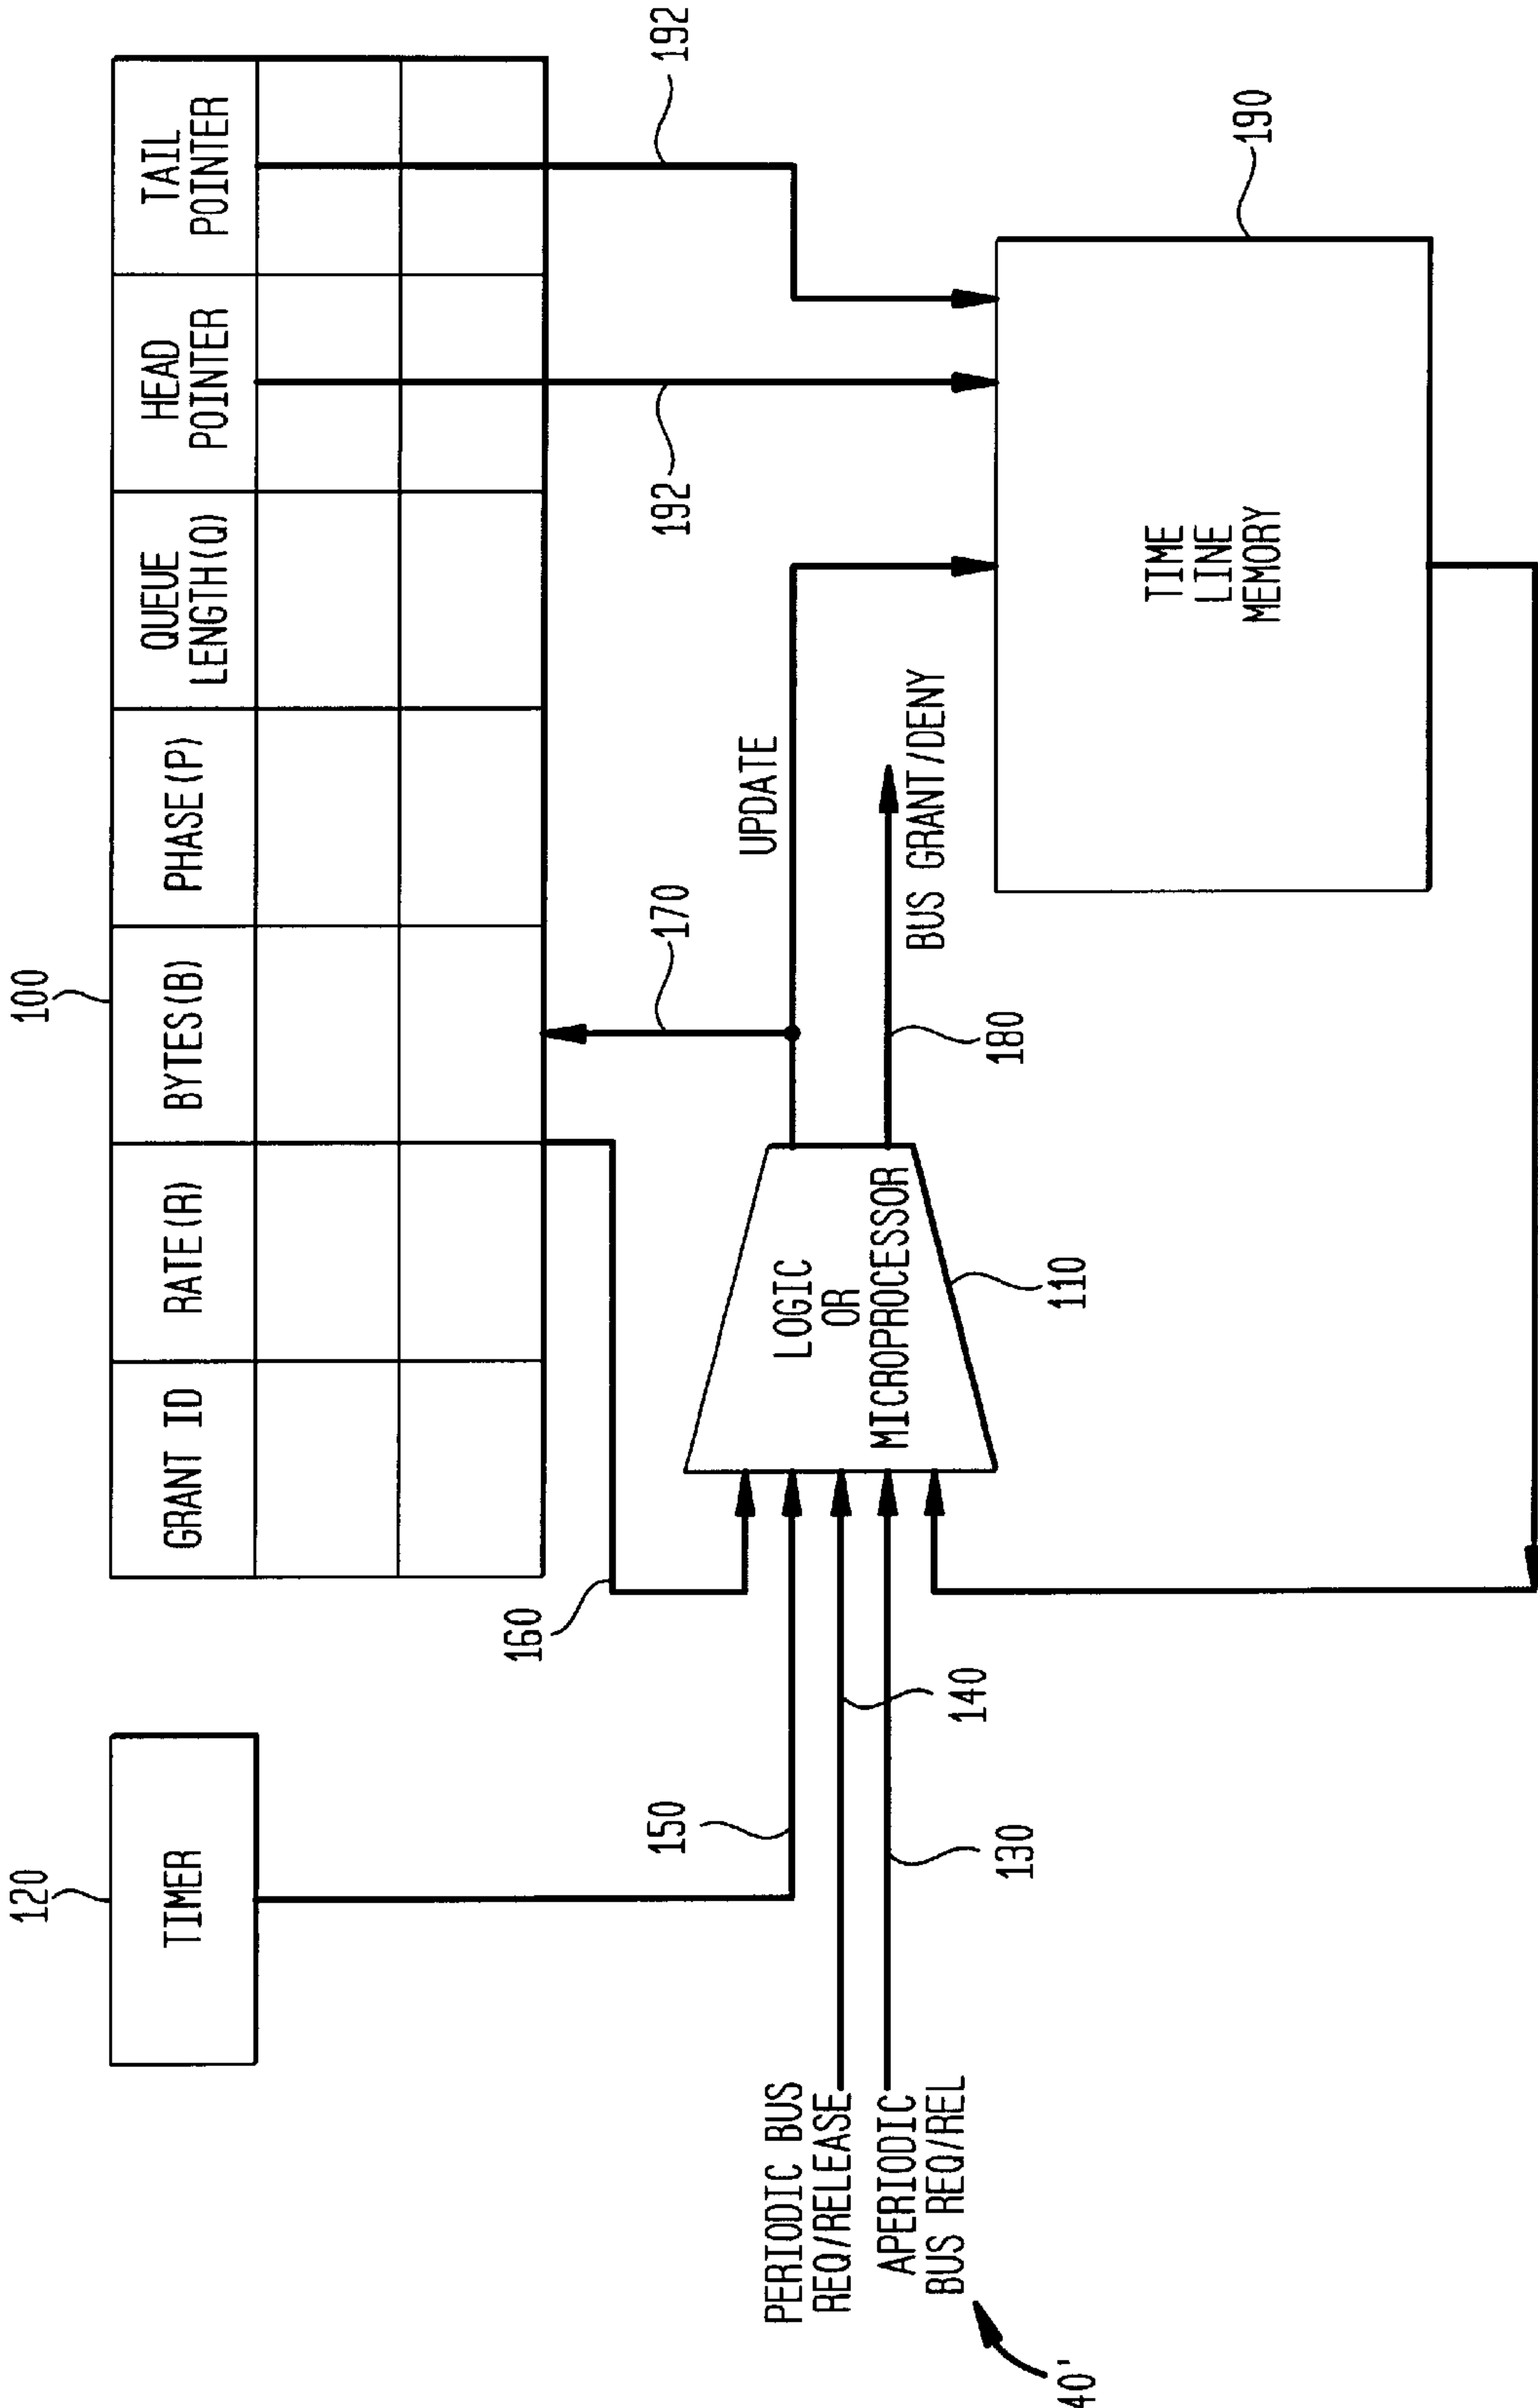 120
TIMER
100
GRANT ID
RATE(R)
BYTES(B)
PHASE(P)
QUEUE
LENGTH(Q)
HEAD
POINTER
TAIL
POINTER
160
150
170
192
192
UPDATE
PERIODIC BUS
REQ/RELEASE
APERIODIC
BUS REQ/REL
140
130
LOGIC
OR
MICROPROCESSOR
110
180
BUS GRANT/DENY
TIME
LINE
MEMORY
190
40'